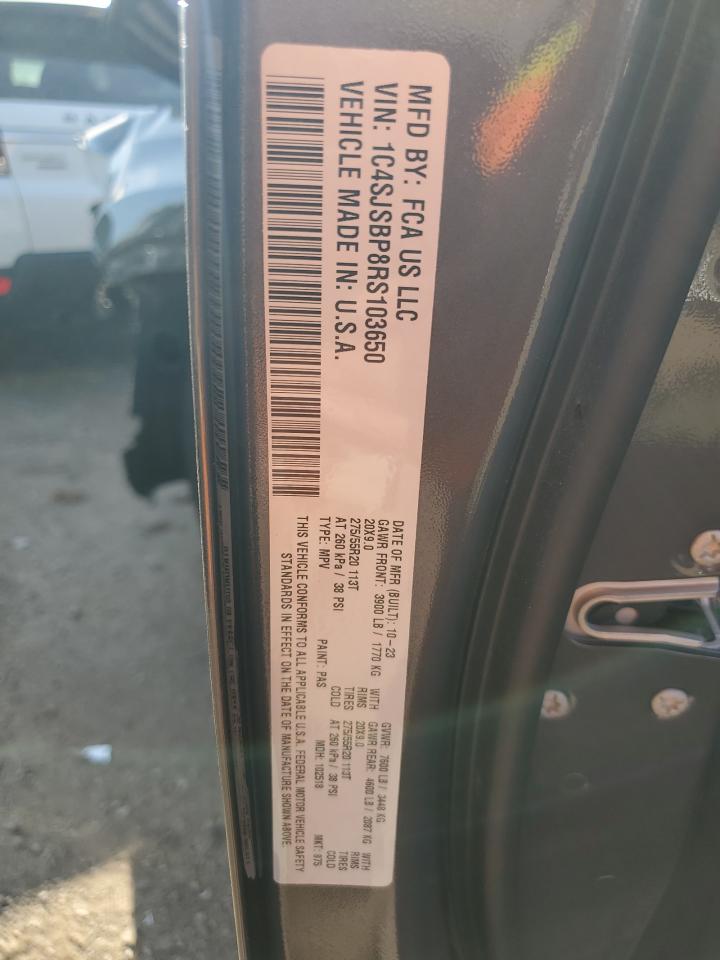 MFD BY: FCA US LLC
VIN: 1C4SJSBP8RS103650
VEHICLE MADE IN: U.S.A.
DATE OF MFR (BUILT): 10-23 GVWR: 7600 LB / 3448 KG
GAWR FRONT: 3900 LB / 1770 KG WITH GAWR REAR: 4600 LB / 2087 KG WITH
20X9.0 RIMS 20X9.0 RIMS
275/55R20 113T TIRES 275/55R20 113T TIRES
AT 260 kPa / 38 PSI COLD AT 260 kPa / 38 PSI COLD
TYPE: MPV PAINT: PAS MDH: 102518 MKT: 975
THIS VEHICLE CONFORMS TO ALL APPLICABLE U.S.A. FEDERAL MOTOR VEHICLE SAFETY
STANDARDS IN EFFECT ON THE DATE OF MANUFACTURE SHOWN ABOVE.